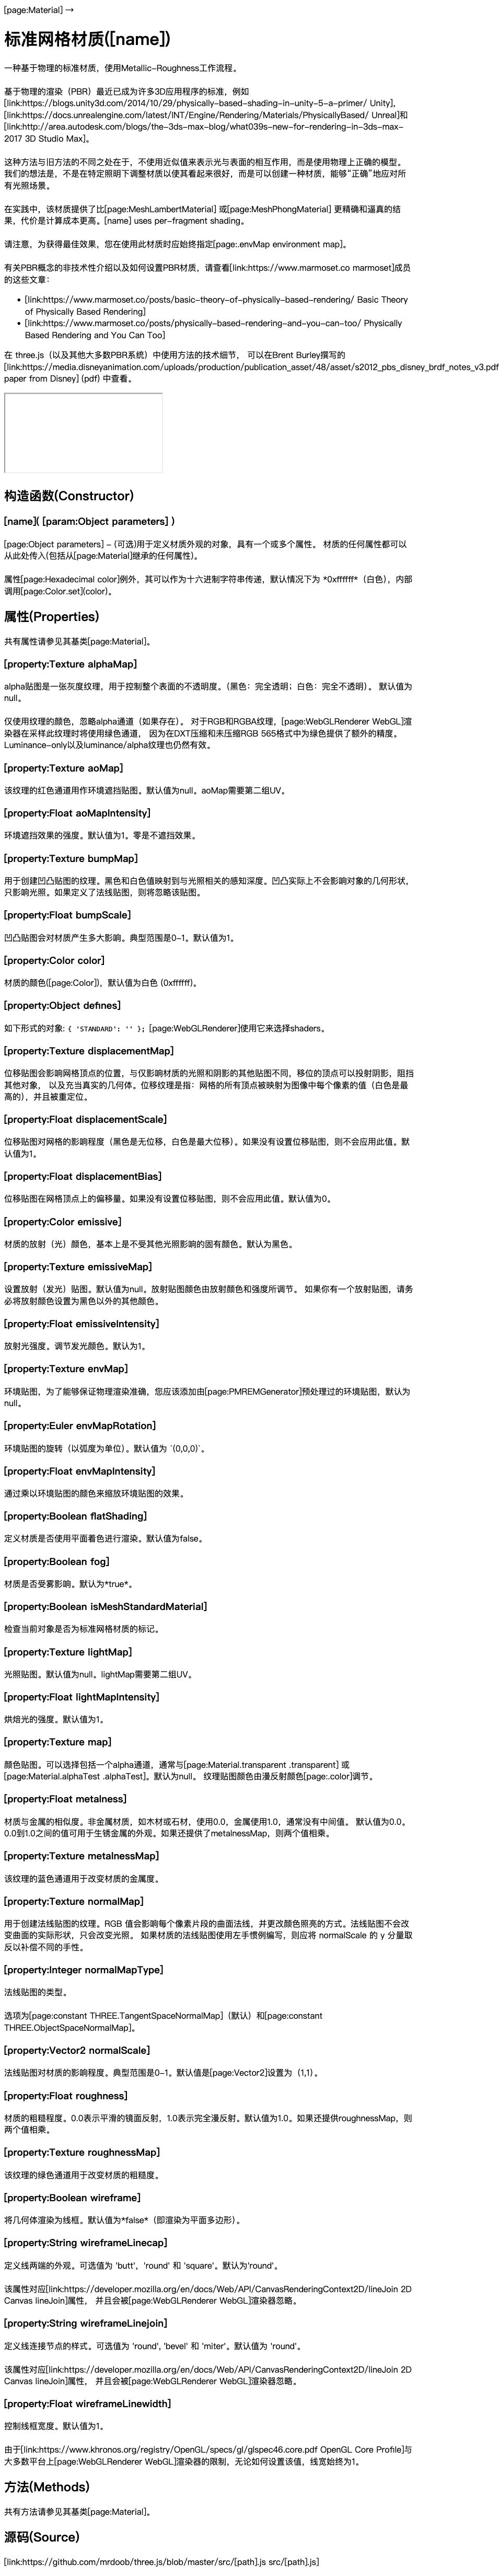 [page:Material] →
标准网格材质([name])
一种基于物理的标准材质，使用Metallic-Roughness工作流程。
基于物理的渲染（PBR）最近已成为许多3D应用程序的标准，例如
[link:https://blogs.unity3d.com/2014/10/29/physically-based-shading-in-unity-5-a-primer/ Unity],
[link:https://docs.unrealengine.com/latest/INT/Engine/Rendering/Materials/PhysicallyBased/ Unreal]和
[link:http://area.autodesk.com/blogs/the-3ds-max-blog/what039s-new-for-rendering-in-3ds-max-
2017 3D Studio Max]。
这种方法与旧方法的不同之处在于，不使用近似值来表示光与表面的相互作用，而是使用物理上正确的模型。
我们的想法是，不是在特定照明下调整材质以使其看起来很好，而是可以创建一种材质，能够“正确”地应对所
有光照场景。
在实践中，该材质提供了比[page:MeshLambertMaterial] 或[page:MeshPhongMaterial] 更精确和逼真的结
果，代价是计算成本更高。[name] uses per-fragment shading。
请注意，为获得最佳效果，您在使用此材质时应始终指定[page:.envMap environment map]。
有关PBR概念的非技术性介绍以及如何设置PBR材质，请查看[link:https://www.marmoset.co marmoset]成员
的这些文章：
• [link:https://www.marmoset.co/posts/basic-theory-of-physically-based-rendering/ Basic Theory
of Physically Based Rendering]
• [link:https://www.marmoset.co/posts/physically-based-rendering-and-you-can-too/ Physically
Based Rendering and You Can Too]
在 three.js（以及其他大多数PBR系统）中使用方法的技术细节， 可以在Brent Burley撰写的
[link:https://media.disneyanimation.com/uploads/production/publication_asset/48/asset/s2012_pbs_disney_brdf_notes_v3.pdf
paper from Disney] (pdf) 中查看。
构造函数(Constructor)
[name]( [param:Object parameters] )
[page:Object parameters] - (可选)用于定义材质外观的对象，具有一个或多个属性。 材质的任何属性都可以
从此处传入(包括从[page:Material]继承的任何属性)。
属性[page:Hexadecimal color]例外，其可以作为十六进制字符串传递，默认情况下为 *0xffffff*（白色），内部
调用[page:Color.set](color)。
属性(Properties)
共有属性请参见其基类[page:Material]。
[property:Texture alphaMap]
alpha贴图是一张灰度纹理，用于控制整个表面的不透明度。（黑色：完全透明；白色：完全不透明）。 默认值为
null。
仅使用纹理的颜色，忽略alpha通道（如果存在）。 对于RGB和RGBA纹理，[page:WebGLRenderer WebGL]渲
染器在采样此纹理时将使用绿色通道， 因为在DXT压缩和未压缩RGB 565格式中为绿色提供了额外的精度。
Luminance-only以及luminance/alpha纹理也仍然有效。
[property:Texture aoMap]
该纹理的红色通道用作环境遮挡贴图。默认值为null。aoMap需要第二组UV。
[property:Float aoMapIntensity]
环境遮挡效果的强度。默认值为1。零是不遮挡效果。
[property:Texture bumpMap]
用于创建凹凸贴图的纹理。黑色和白色值映射到与光照相关的感知深度。凹凸实际上不会影响对象的几何形状，
只影响光照。如果定义了法线贴图，则将忽略该贴图。
[property:Float bumpScale]
凹凸贴图会对材质产生多大影响。典型范围是0-1。默认值为1。
[property:Color color]
材质的颜色([page:Color])，默认值为白色 (0xffffff)。
[property:Object defines]
如下形式的对象: { 'STANDARD': '' }; [page:WebGLRenderer]使用它来选择shaders。
[property:Texture displacementMap]
位移贴图会影响网格顶点的位置，与仅影响材质的光照和阴影的其他贴图不同，移位的顶点可以投射阴影，阻挡
其他对象， 以及充当真实的几何体。位移纹理是指：网格的所有顶点被映射为图像中每个像素的值（白色是最
高的），并且被重定位。
[property:Float displacementScale]
位移贴图对网格的影响程度（黑色是无位移，白色是最大位移）。如果没有设置位移贴图，则不会应用此值。默
认值为1。
[property:Float displacementBias]
位移贴图在网格顶点上的偏移量。如果没有设置位移贴图，则不会应用此值。默认值为0。
[property:Color emissive]
材质的放射（光）颜色，基本上是不受其他光照影响的固有颜色。默认为黑色。
[property:Texture emissiveMap]
设置放射（发光）贴图。默认值为null。放射贴图颜色由放射颜色和强度所调节。 如果你有一个放射贴图，请务
必将放射颜色设置为黑色以外的其他颜色。
[property:Float emissiveIntensity]
放射光强度。调节发光颜色。默认为1。
[property:Texture envMap]
环境贴图，为了能够保证物理渲染准确，您应该添加由[page:PMREMGenerator]预处理过的环境贴图，默认为
null。
[property:Euler envMapRotation]
环境贴图的旋转（以弧度为单位）。默认值为 `(0,0,0)`。
[property:Float envMapIntensity]
通过乘以环境贴图的颜色来缩放环境贴图的效果。
[property:Boolean flatShading]
定义材质是否使用平面着色进行渲染。默认值为false。
[property:Boolean fog]
材质是否受雾影响。默认为*true*。
[property:Boolean isMeshStandardMaterial]
检查当前对象是否为标准网格材质的标记。
[property:Texture lightMap]
光照贴图。默认值为null。lightMap需要第二组UV。
[property:Float lightMapIntensity]
烘焙光的强度。默认值为1。
[property:Texture map]
颜色贴图。可以选择包括一个alpha通道，通常与[page:Material.transparent .transparent] 或
[page:Material.alphaTest .alphaTest]。默认为null。 纹理贴图颜色由漫反射颜色[page:.color]调节。
[property:Float metalness]
材质与金属的相似度。非金属材质，如木材或石材，使用0.0，金属使用1.0，通常没有中间值。 默认值为0.0。
0.0到1.0之间的值可用于生锈金属的外观。如果还提供了metalnessMap，则两个值相乘。
[property:Texture metalnessMap]
该纹理的蓝色通道用于改变材质的金属度。
[property:Texture normalMap]
用于创建法线贴图的纹理。RGB 值会影响每个像素片段的曲面法线，并更改颜色照亮的方式。法线贴图不会改
变曲面的实际形状，只会改变光照。 如果材质的法线贴图使用左手惯例编写，则应将 normalScale 的 y 分量取
反以补偿不同的手性。
[property:Integer normalMapType]
法线贴图的类型。
选项为[page:constant THREE.TangentSpaceNormalMap]（默认）和[page:constant
THREE.ObjectSpaceNormalMap]。
[property:Vector2 normalScale]
法线贴图对材质的影响程度。典型范围是0-1。默认值是[page:Vector2]设置为（1,1）。
[property:Float roughness]
材质的粗糙程度。0.0表示平滑的镜面反射，1.0表示完全漫反射。默认值为1.0。如果还提供roughnessMap，则
两个值相乘。
[property:Texture roughnessMap]
该纹理的绿色通道用于改变材质的粗糙度。
[property:Boolean wireframe]
将几何体渲染为线框。默认值为*false*（即渲染为平面多边形）。
[property:String wireframeLinecap]
定义线两端的外观。可选值为 'butt'，'round' 和 'square'。默认为'round'。
该属性对应[link:https://developer.mozilla.org/en/docs/Web/API/CanvasRenderingContext2D/lineJoin 2D
Canvas lineJoin]属性， 并且会被[page:WebGLRenderer WebGL]渲染器忽略。
[property:String wireframeLinejoin]
定义线连接节点的样式。可选值为 'round', 'bevel' 和 'miter'。默认值为 'round'。
该属性对应[link:https://developer.mozilla.org/en/docs/Web/API/CanvasRenderingContext2D/lineJoin 2D
Canvas lineJoin]属性， 并且会被[page:WebGLRenderer WebGL]渲染器忽略。
[property:Float wireframeLinewidth]
控制线框宽度。默认值为1。
由于[link:https://www.khronos.org/registry/OpenGL/specs/gl/glspec46.core.pdf OpenGL Core Profile]与
大多数平台上[page:WebGLRenderer WebGL]渲染器的限制，无论如何设置该值，线宽始终为1。
方法(Methods)
共有方法请参见其基类[page:Material]。
源码(Source)
[link:https://github.com/mrdoob/three.js/blob/master/src/[path].js src/[path].js]